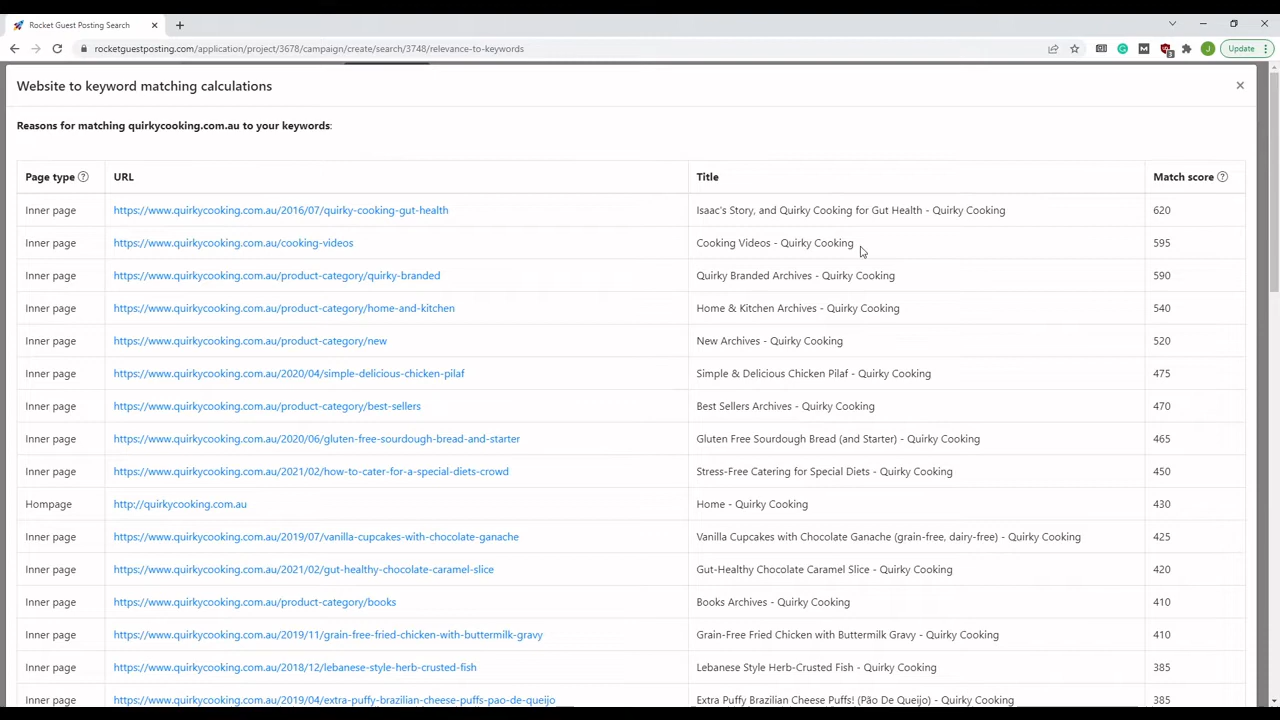 Rocket Guest Posting Search
rocketguestposting.com/application/project/3678/campaign/create/search/3748/relevance-to-keywords
3
J
Update
Website to keyword matching calculations
Reasons for matching quirkycooking.com.au to your keywords:
Page type ? URL Title Match score ?
Inner page https://www.quirkycooking.com.au/2016/07/quirky-cooking-gut-health Isaac's Story, and Quirky Cooking for Gut Health - Quirky Cooking 620
Inner page https://www.quirkycooking.com.au/cooking-videos Cooking Videos - Quirky Cooking 595
Inner page https://www.quirkycooking.com.au/product-category/quirky-branded Quirky Branded Archives - Quirky Cooking 590
Inner page https://www.quirkycooking.com.au/product-category/home-and-kitchen Home & Kitchen Archives - Quirky Cooking 540
Inner page https://www.quirkycooking.com.au/product-category/new New Archives - Quirky Cooking 520
Inner page https://www.quirkycooking.com.au/2020/04/simple-delicious-chicken-pilaf Simple & Delicious Chicken Pilaf - Quirky Cooking 475
Inner page https://www.quirkycooking.com.au/product-category/best-sellers Best Sellers Archives - Quirky Cooking 470
Inner page https://www.quirkycooking.com.au/2020/06/gluten-free-sourdough-bread-and-starter Gluten Free Sourdough Bread (and Starter) - Quirky Cooking 465
Inner page https://www.quirkycooking.com.au/2021/02/how-to-cater-for-a-special-diets-crowd Stress-Free Catering for Special Diets - Quirky Cooking 450
Hompage http://quirkycooking.com.au Home - Quirky Cooking 430
Inner page https://www.quirkycooking.com.au/2019/07/vanilla-cupcakes-with-chocolate-ganache Vanilla Cupcakes with Chocolate Ganache (grain-free, dairy-free) - Quirky Cooking 425
Inner page https://www.quirkycooking.com.au/2021/02/gut-healthy-chocolate-caramel-slice Gut-Healthy Chocolate Caramel Slice - Quirky Cooking 420
Inner page https://www.quirkycooking.com.au/product-category/books Books Archives - Quirky Cooking 410
Inner page https://www.quirkycooking.com.au/2019/11/grain-free-fried-chicken-with-buttermilk-gravy Grain-Free Fried Chicken with Buttermilk Gravy - Quirky Cooking 410
Inner page https://www.quirkycooking.com.au/2018/12/lebanese-style-herb-crusted-fish Lebanese Style Herb-Crusted Fish - Quirky Cooking 385
Inner page https://www.quirkycooking.com.au/2019/04/extra-puffy-brazilian-cheese-puffs-pao-de-queijo Extra Puffy Brazilian Cheese Puffs! (Pão De Queijo) - Quirky Cooking 385